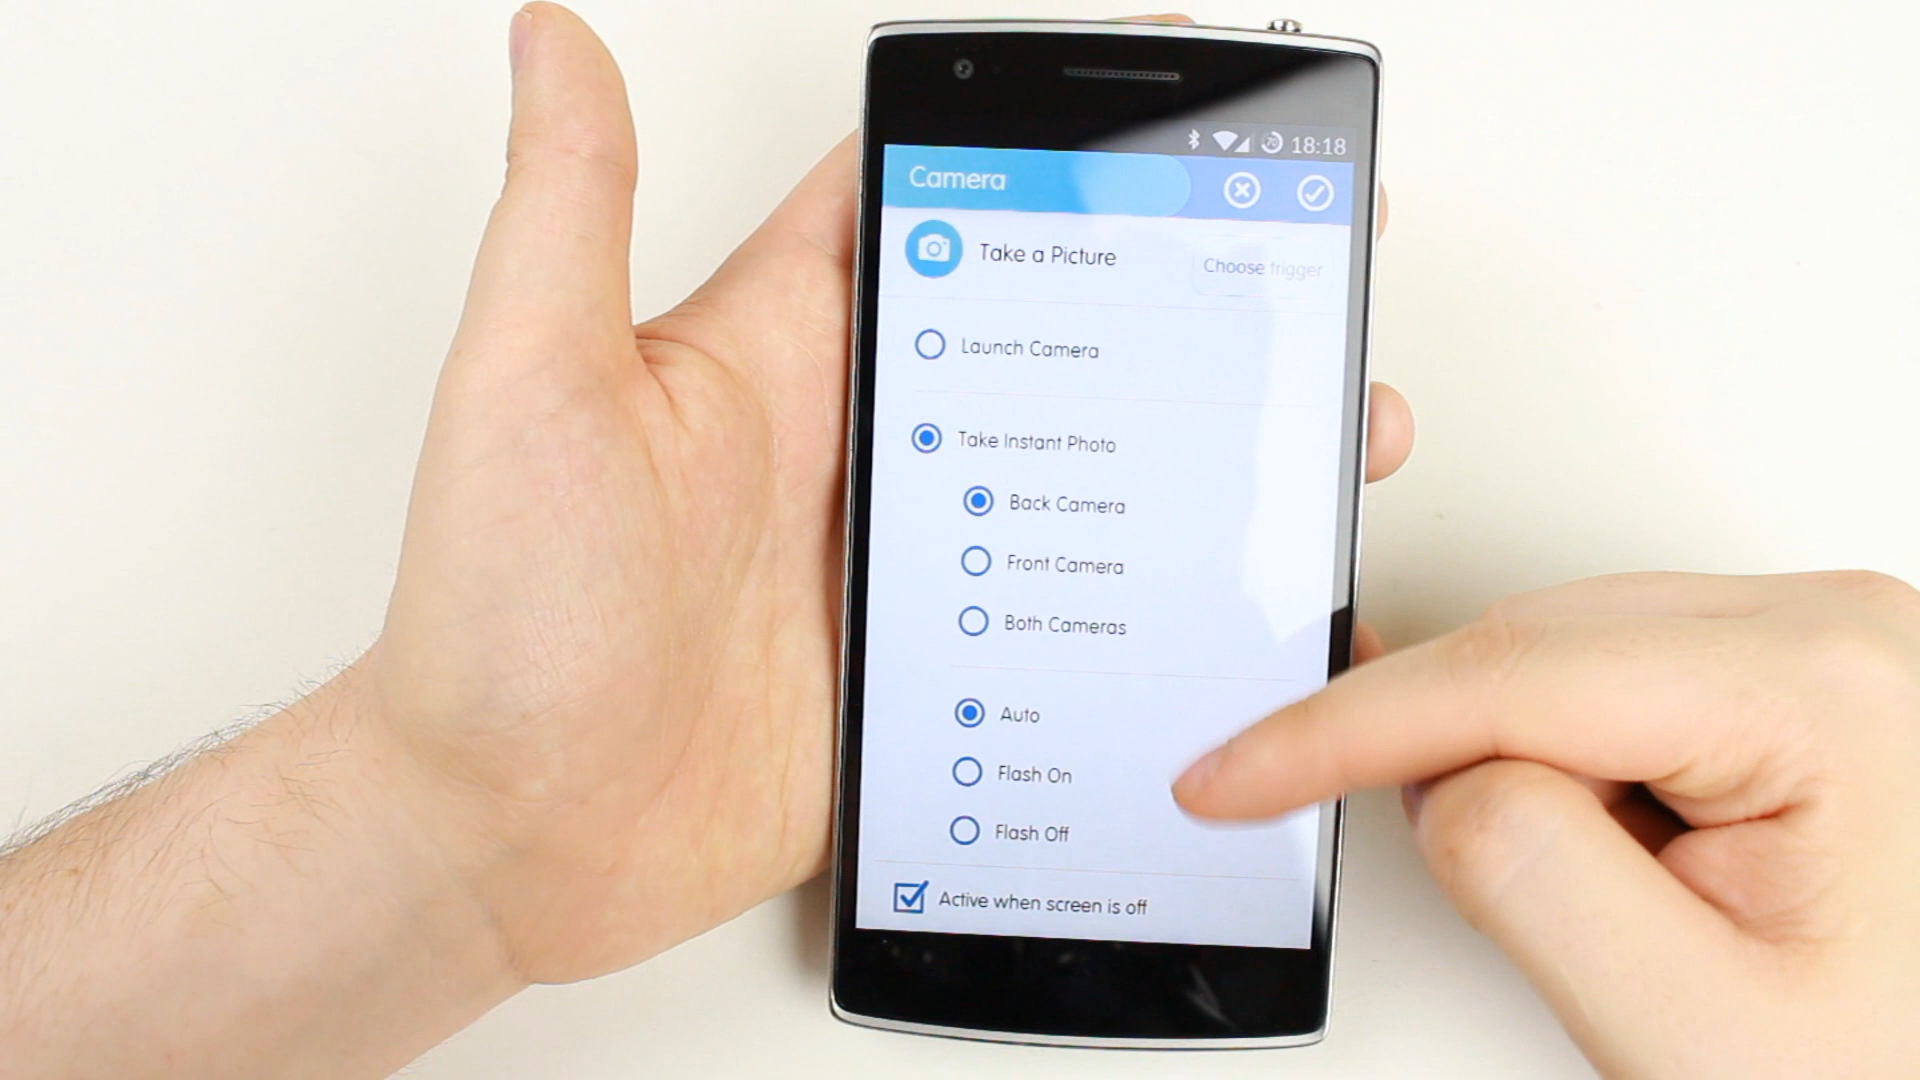 70 18:18
Camera
Take a Picture
Choose trigger
Launch Camera
Take Instant Photo
Back Camera
Front Camera
Both Cameras
Auto
Flash On
Flash Off
Active when screen is off